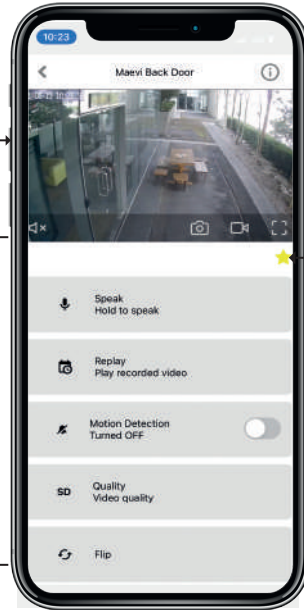 10:23
Maevi Back Door
Speak
Hold to speak
Replay
Play recorded video
Motion Detection
Turned OFF
SD
Quality
Video quality
Flip